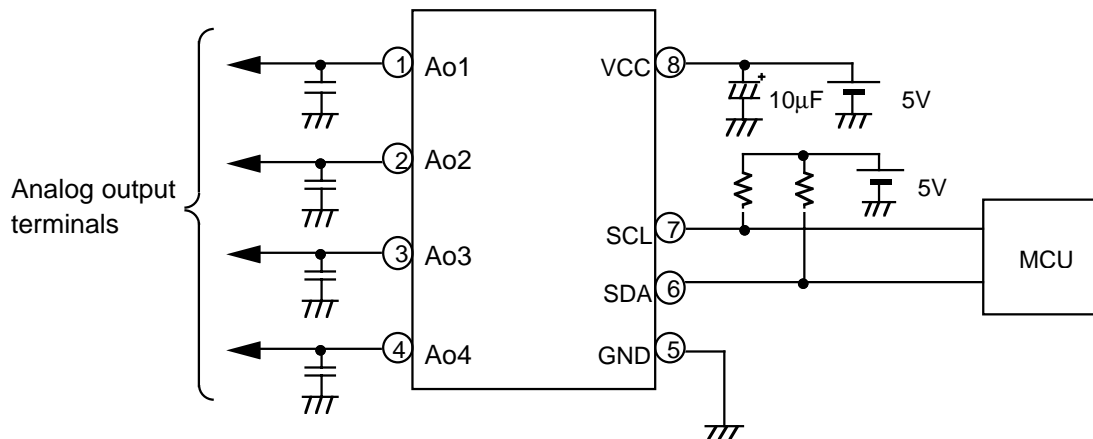 Analog output
terminals
1 Ao1
2 Ao2
3 Ao3
4 Ao4
VCC 8
SCL 7
SDA 6
GND 5
+
10μF
5V
5V
MCU